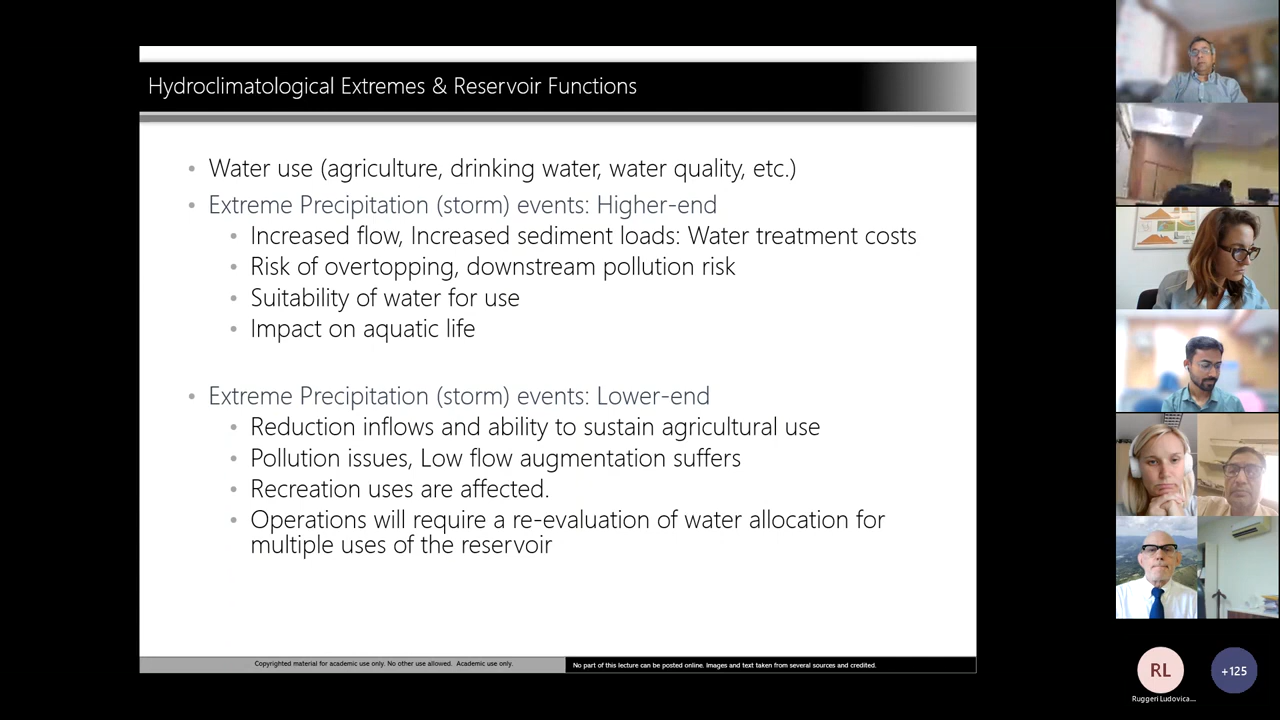 Hydroclimatological Extremes & Reservoir Functions
Water use (agriculture, drinking water, water quality, etc.)
Extreme Precipitation (storm) events: Higher-end
Increased flow, Increased sediment loads: Water treatment costs
Risk of overtopping, downstream pollution risk
Suitability of water for use
Impact on aquatic life
Extreme Precipitation (storm) events: Lower-end
Reduction inflows and ability to sustain agricultural use
Pollution issues, Low flow augmentation suffers
Recreation uses are affected.
Operations will require a re-evaluation of water allocation for
multiple uses of the reservoir
Copyrighted material for academic use only. No other use allowed. Academic use only.
No part of this lecture can be posted online. Images and text taken from several sources and credited.
RL
+125
Ruggeri Ludovica...